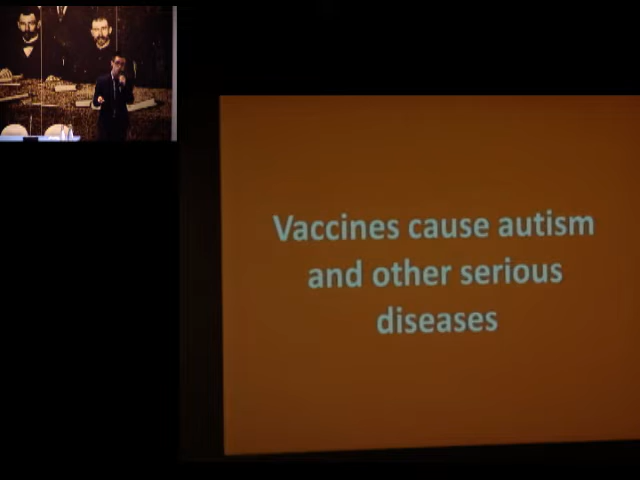 Vaccines cause autism
and other serious
diseases